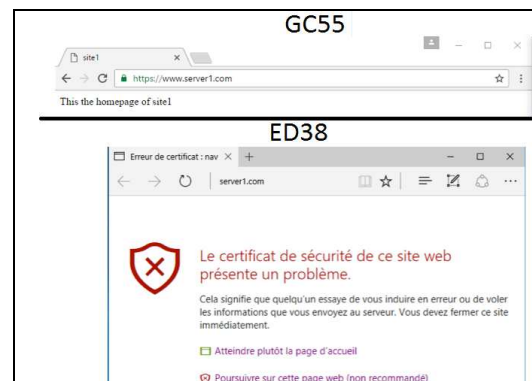 GC55
site1
https://www.server1.com
This the homepage of site1
ED38
Erreur de certificat : nav
server1.com
Le certificat de sécurité de ce site web
présente un problème.
Cela signifie que quelqu'un essaye de vous induire en erreur ou de voler
les informations que vous envoyez au serveur. Vous devez fermer ce site
immédiatement.
Atteindre plutôt la page d'accueil
Poursuivre sur cette page web (non recommandé)